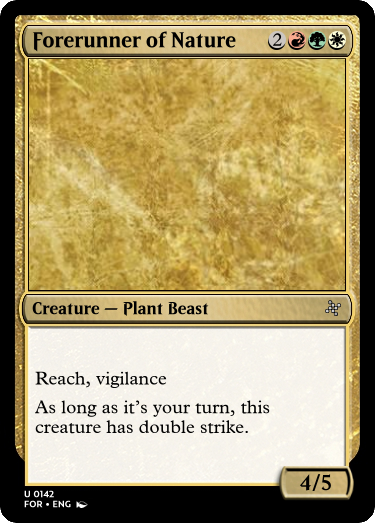 Forerunner of Nature 2
Creature — Plant Beast
Reach, vigilance
As long as it's your turn, this
creature has double strike.
4/5
U 0142
FOR • ENG